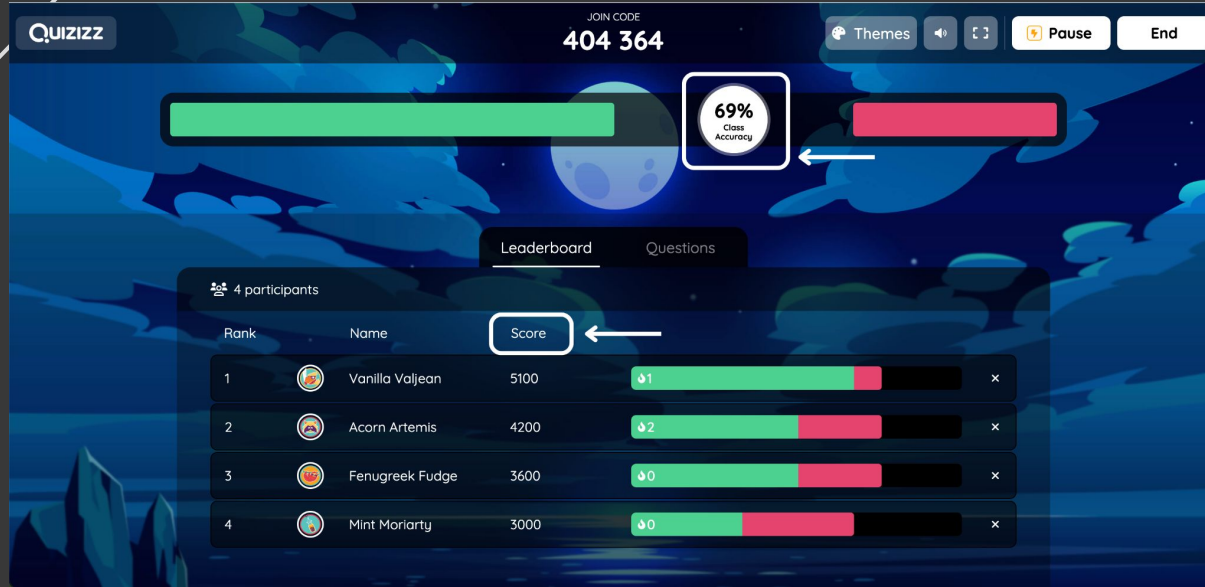 QUIZIZZ
JOIN CODE
404 364
Themes
Pause
End
69%
Class
Accuracy
Leaderboard Questions
4 participants
Rank Name Score
1 Vanilla Valjean 5100 1 ×
2 Acorn Artemis 4200 2 ×
3 Fenugreek Fudge 3600 0 ×
4 Mint Moriarty 3000 0 ×